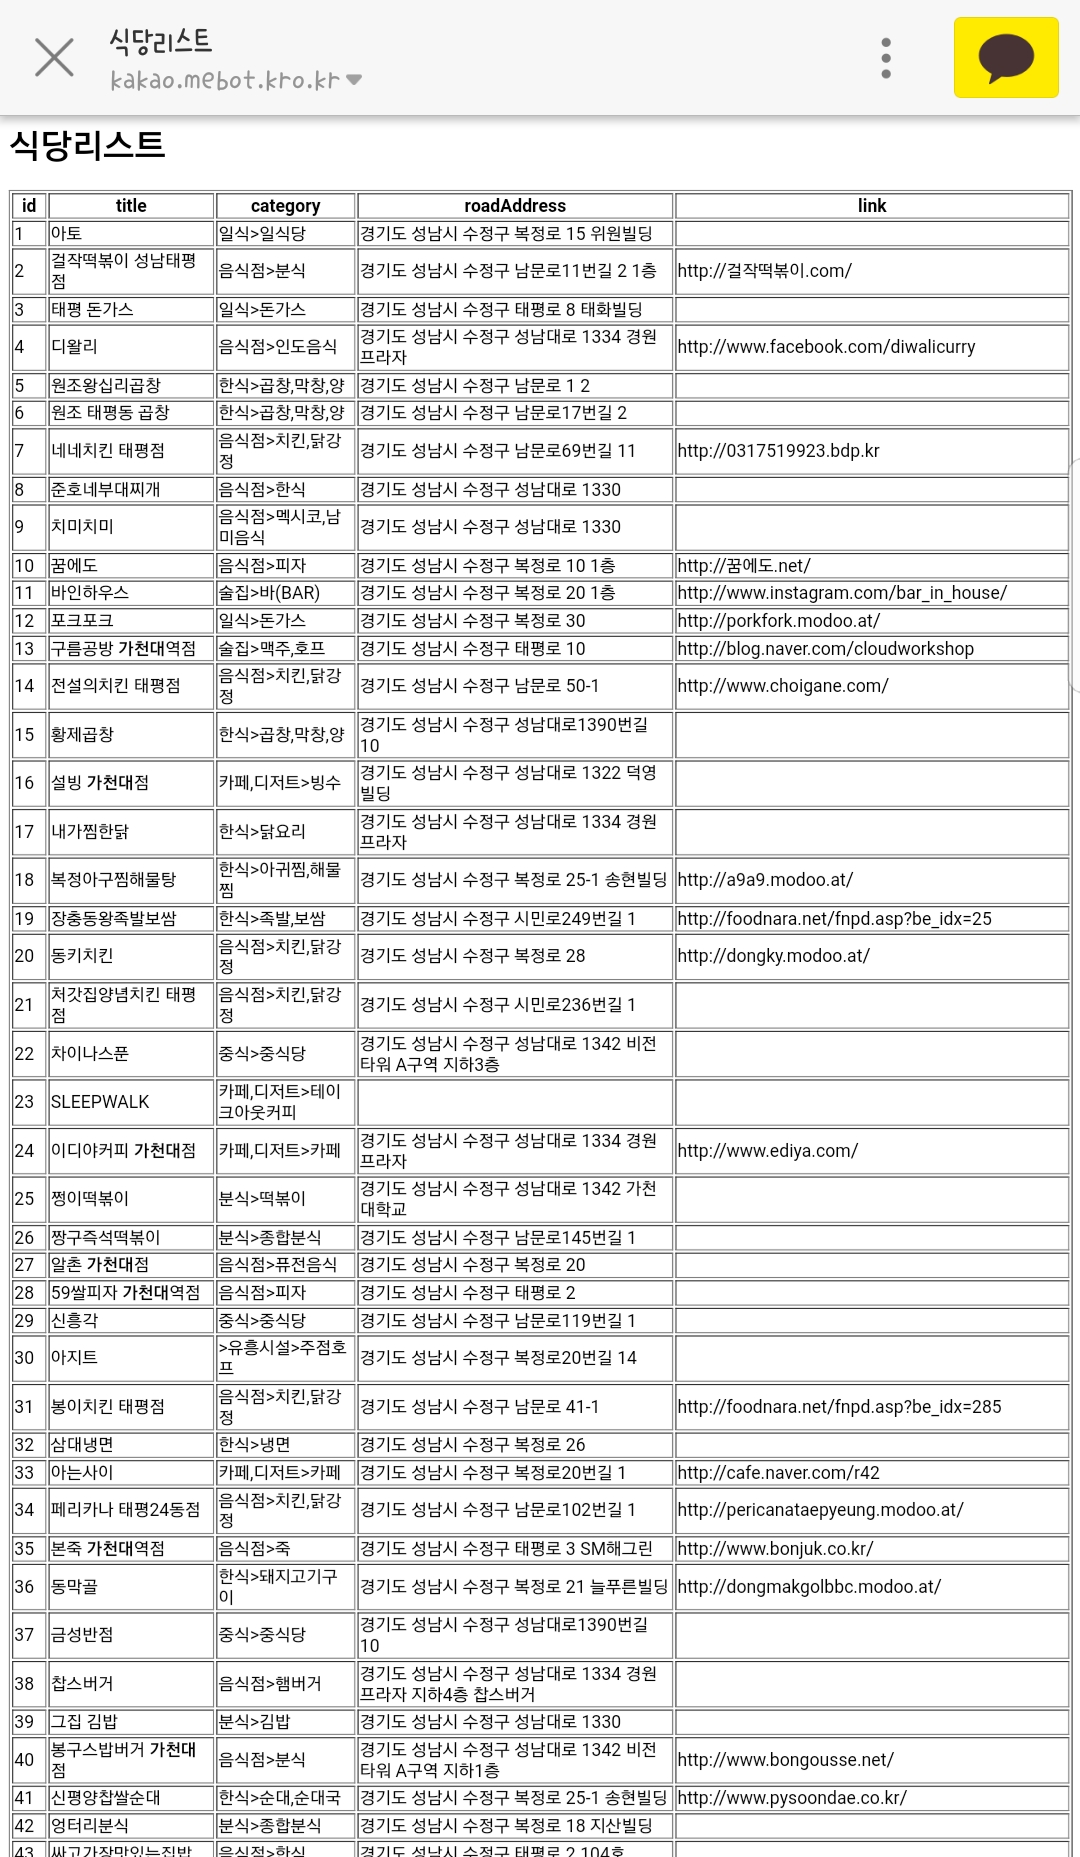 식당리스트
kakao.mebot.kro.kr
식당리스트
id title category roadAddress link
1 아토 일식>일식당 경기도 성남시 수정구 복정로 15 위원빌딩
2 걸작떡볶이 성남태평점 음식점>분식 경기도 성남시 수정구 남문로11번길 2 1층 http://걸작떡볶이.com/
3 태평 돈가스 일식>돈가스 경기도 성남시 수정구 태평로 8 태화빌딩
4 디왈리 음식점>인도음식 경기도 성남시 수정구 성남대로 1334 경원프라자 http://www.facebook.com/diwalicurry
5 원조왕십리곱창 한식>곱창,막창,양 경기도 성남시 수정구 남문로 1 2
6 원조 태평동 곱창 한식>곱창,막창,양 경기도 성남시 수정구 남문로17번길 2
7 네네치킨 태평점 음식점>치킨,닭강정 경기도 성남시 수정구 남문로69번길 11 http://0317519923.bdp.kr
8 준호네부대찌개 음식점>한식 경기도 성남시 수정구 성남대로 1330
9 치미치미 음식점>멕시코,남미음식 경기도 성남시 수정구 성남대로 1330
10 꿈에도 음식점>피자 경기도 성남시 수정구 복정로 10 1층 http://꿈에도.net/
11 바인하우스 술집>바(BAR) 경기도 성남시 수정구 복정로 20 1층 http://www.instagram.com/bar_in_house/
12 포크포크 일식>돈가스 경기도 성남시 수정구 복정로 30 http://porkfork.modoo.at/
13 구름공방 가천대역점 술집>맥주,호프 경기도 성남시 수정구 태평로 10 http://blog.naver.com/cloudworkshop
14 전설의치킨 태평점 음식점>치킨,닭강정 경기도 성남시 수정구 남문로 50-1 http://www.choigane.com/
15 황제곱창 한식>곱창,막창,양 경기도 성남시 수정구 성남대로1390번길 10
16 설빙 가천대점 카페,디저트>빙수 경기도 성남시 수정구 성남대로 1322 덕영빌딩
17 내가찜한닭 한식>닭요리 경기도 성남시 수정구 성남대로 1334 경원프라자
18 복정아구찜해물탕 한식>아귀찜,해물찜 경기도 성남시 수정구 복정로 25-1 송현빌딩 http://a9a9.modoo.at/
19 장충동왕족발보쌈 한식>족발,보쌈 경기도 성남시 수정구 시민로249번길 1 http://foodnara.net/fnpd.asp?be_idx=25
20 동키치킨 음식점>치킨,닭강정 경기도 성남시 수정구 복정로 28 http://dongky.modoo.at/
21 처갓집양념치킨 태평점 음식점>치킨,닭강정 경기도 성남시 수정구 시민로236번길 1
22 차이나스푼 중식>중식당 경기도 성남시 수정구 성남대로 1342 비전타워 A구역 지하3층
23 SLEEPWALK 카페,디저트>테이크아웃커피
24 이디야커피 가천대점 카페,디저트>카페 경기도 성남시 수정구 성남대로 1334 경원프라자 http://www.ediya.com/
25 쩡이떡볶이 분식>떡볶이 경기도 성남시 수정구 성남대로 1342 가천대학교
26 짱구즉석떡볶이 분식>종합분식 경기도 성남시 수정구 남문로145번길 1
27 알촌 가천대점 음식점>퓨전음식 경기도 성남시 수정구 복정로 20
28 59쌀피자 가천대역점 음식점>피자 경기도 성남시 수정구 태평로 2
29 신흥각 중식>중식당 경기도 성남시 수정구 남문로119번길 1
30 아지트 >유흥시설>주점호프 경기도 성남시 수정구 복정로20번길 14
31 봉이치킨 태평점 음식점>치킨,닭강정 경기도 성남시 수정구 남문로 41-1 http://foodnara.net/fnpd.asp?be_idx=285
32 삼대냉면 한식>냉면 경기도 성남시 수정구 복정로 26
33 아는사이 카페,디저트>카페 경기도 성남시 수정구 복정로20번길 1 http://cafe.naver.com/r42
34 페리카나 태평24동점 음식점>치킨,닭강정 경기도 성남시 수정구 남문로102번길 1 http://pericanataepyeung.modoo.at/
35 본죽 가천대역점 음식점>죽 경기도 성남시 수정구 태평로 3 SM해그린 http://www.bonjuk.co.kr/
36 동막골 한식>돼지고기구이 경기도 성남시 수정구 복정로 21 늘푸른빌딩 http://dongmakgolbbc.modoo.at/
37 금성반점 중식>중식당 경기도 성남시 수정구 성남대로1390번길 10
38 찹스버거 음식점>햄버거 경기도 성남시 수정구 성남대로 1334 경원프라자 지하4층 찹스버거
39 그집 김밥 분식>김밥 경기도 성남시 수정구 성남대로 1330
40 봉구스밥버거 가천대점 음식점>분식 경기도 성남시 수정구 성남대로 1342 비전타워 A구역 지하1층 http://www.bongousse.net/
41 신평양찹쌀순대 한식>순대,순대국 경기도 성남시 수정구 복정로 25-1 송현빌딩 http://www.pysoondae.co.kr/
42 엉터리분식 분식>종합분식 경기도 성남시 수정구 복정로 18 지산빌딩
43 싸고가장맛있는집밥 음식점>한식 경기도 성남시 수정구 태평로 2 104호